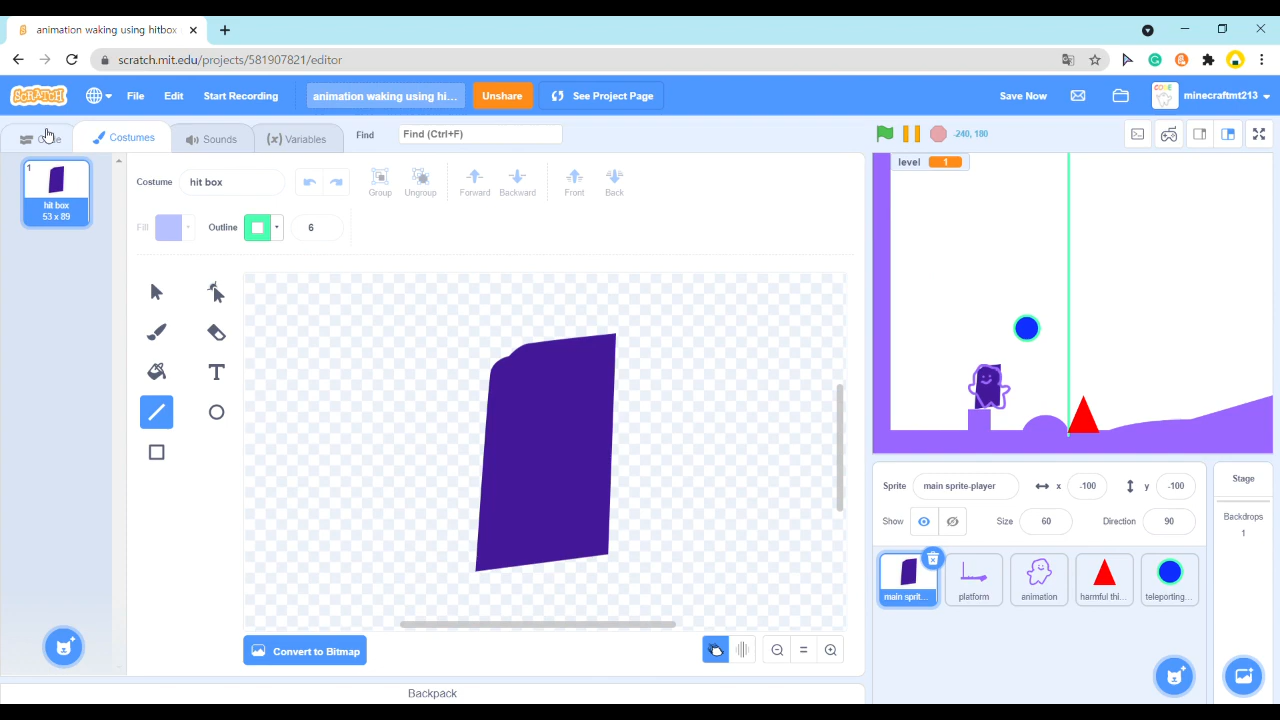 animation waking using hitbox
scratch.mit.edu/projects/581907821/editor
SCRATCH File Edit Start Recording animation waking using hi... Unshare See Project Page Save Now minecraftmt213
Costumes Sounds (x) Variables Find Find (Ctrl+F) -240, 180
1
hit box
53 x 89
Costume hit box
Group Ungroup Forward Backward Front Back
Fill Outline 6
Convert to Bitmap
Backpack
level 1
Sprite main sprite-player x -100 y -100
Show Size 60 Direction 90
main sprit... platform animation harmful thi... teleporting...
Stage
Backdrops
1